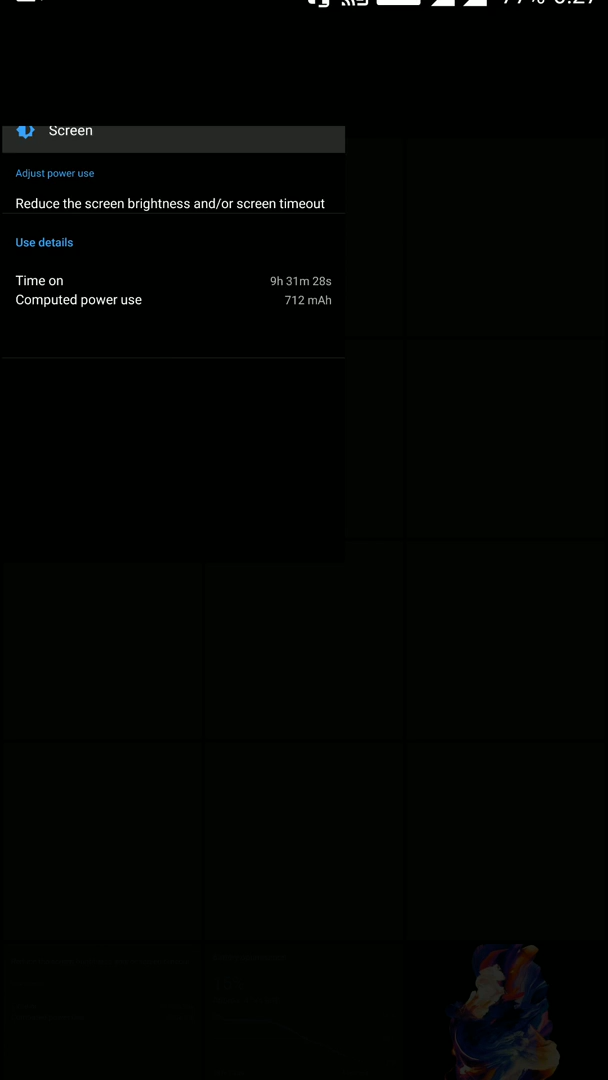 Screen
Adjust power use
Reduce the screen brightness and/or screen timeout
Use details
Time on 9h 31m 28s
Computed power use 712 mAh